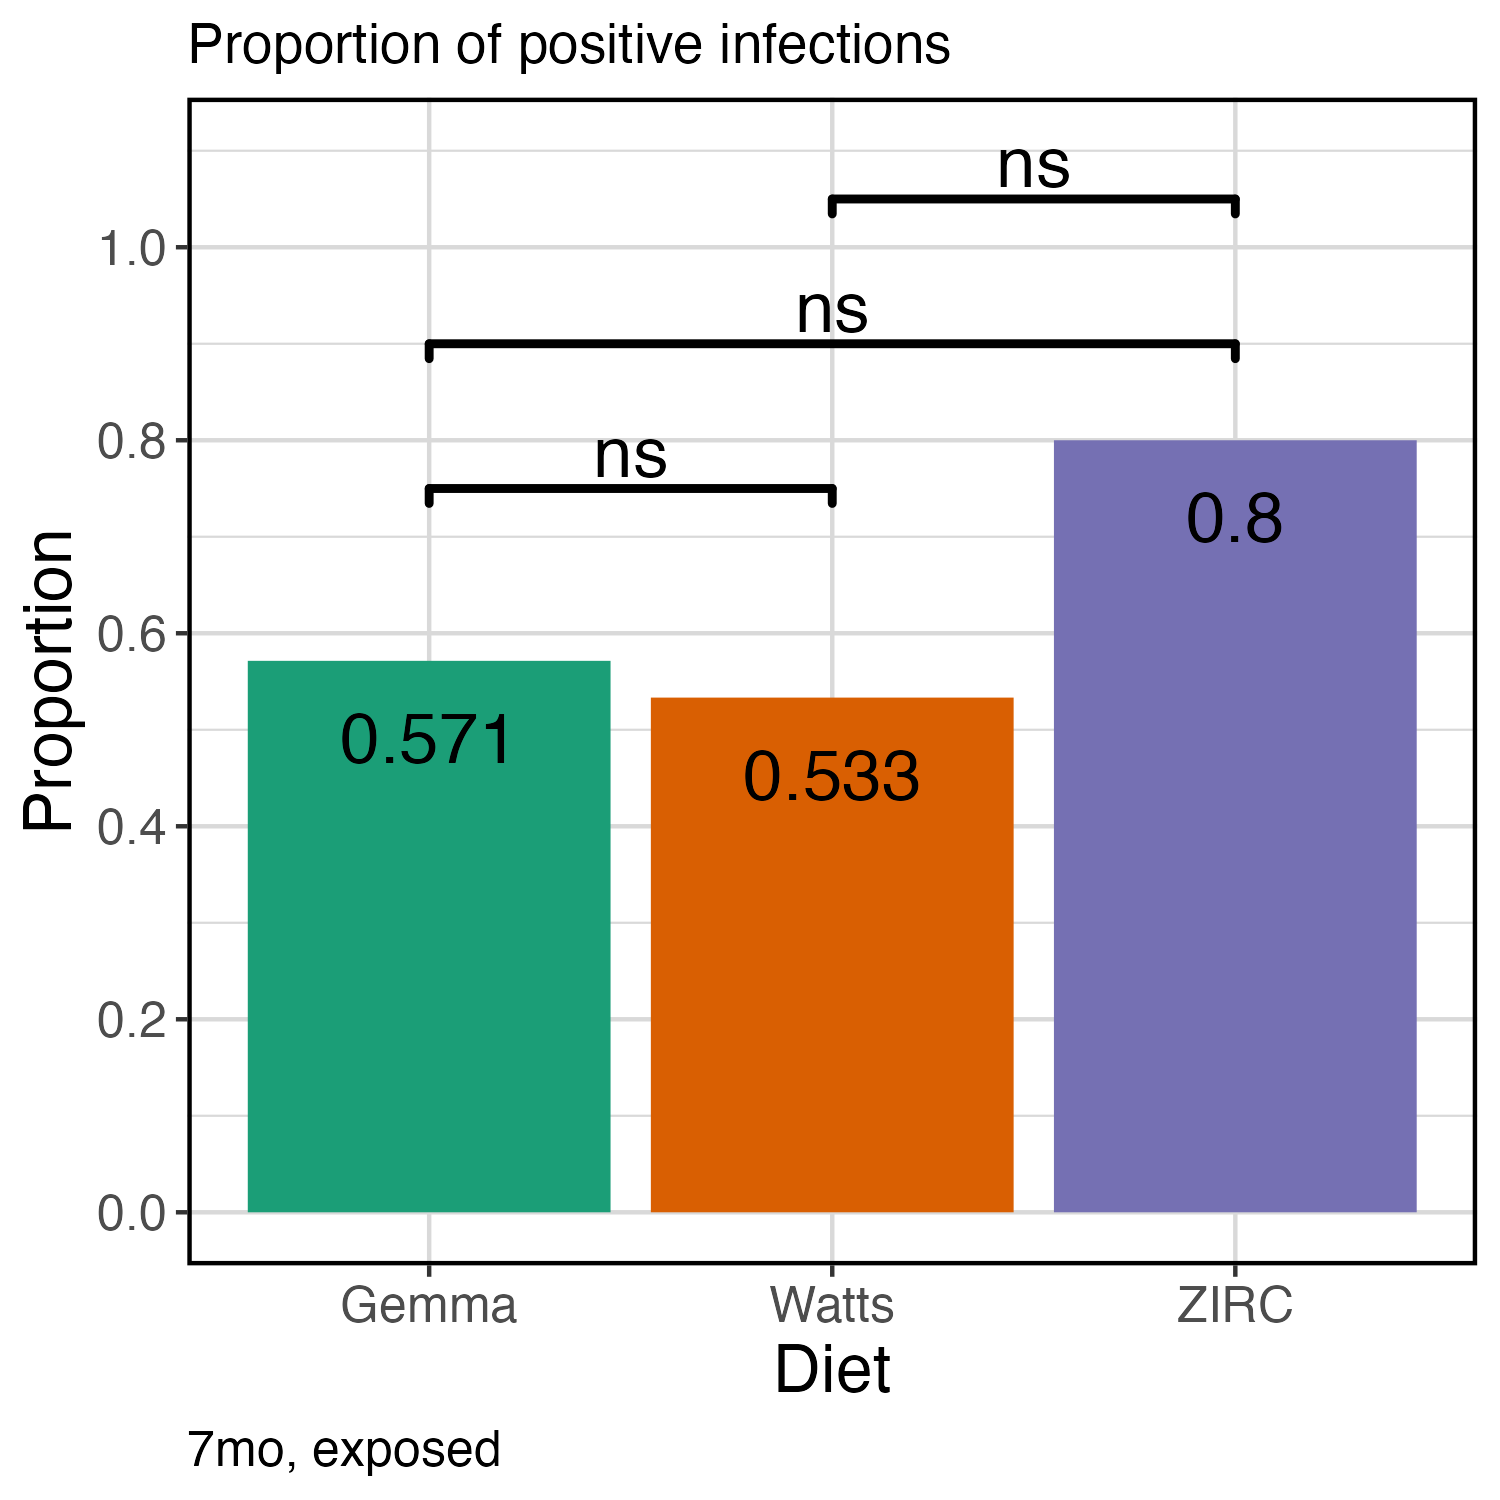 Proportion of positive infections
ns
1.0
ns
0.8
ns
0.8
Proportion
0.6
0.571
0.533
0.4
0.2
0.0
Gemma Watts ZIRC
Diet
7mo, exposed